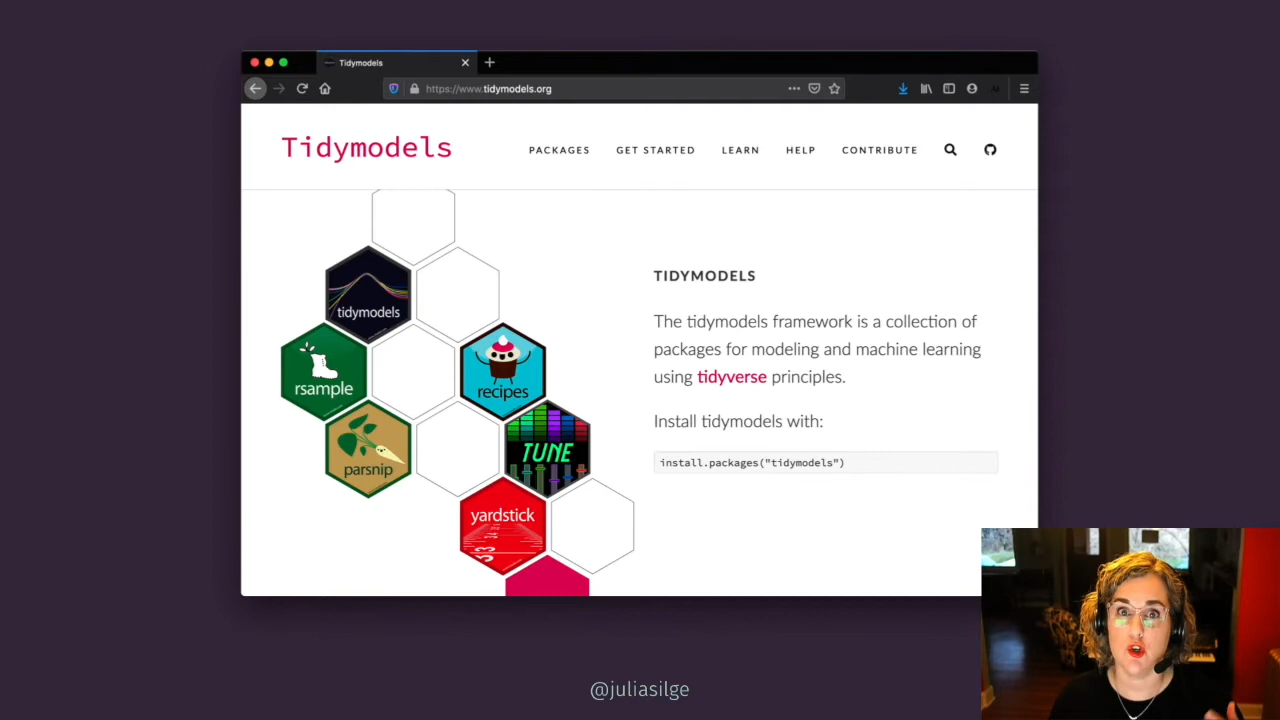 Tidymodels
https://www.tidymodels.org
Tidymodels
PACKAGES GET STARTED LEARN HELP CONTRIBUTE
tidymodels
rsample
recipes
parsnip
TUNE
yardstick
TIDYMODELS
The tidymodels framework is a collection of
packages for modeling and machine learning
using tidyverse principles.
Install tidymodels with:
install.packages("tidymodels")
@juliasilge